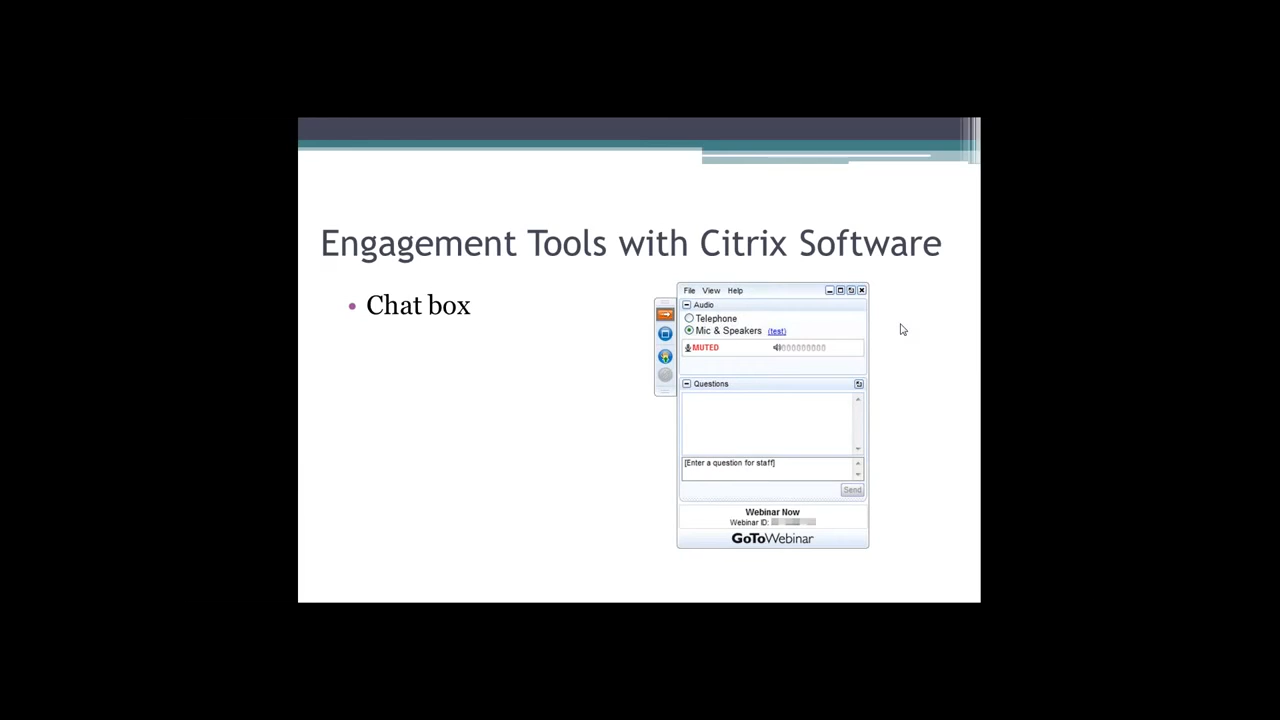 Engagement Tools with Citrix Software
• Chat box
File View Help
Audio
Telephone
Mic & Speakers (test)
MUTED
Questions
[Enter a question for staff]
Send
Webinar Now
Webinar ID:
GoToWebinar